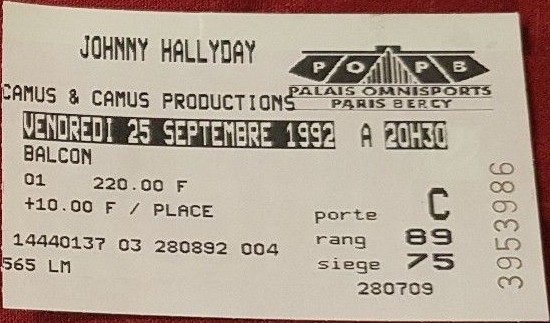 JOHNNY HALLYDAY
POPB
PALAIS OMNISPORTS
PARIS BERCY
CAMUS & CAMUS PRODUCTIONS
VENDREDI 25 SEPTEMBRE 1992 A 20H30
BALCON
01 220.00 F
+10.00 F / PLACE
porte C
rang 89
siege 75
14440137 03 280892 004
565 LM
280709
3953986